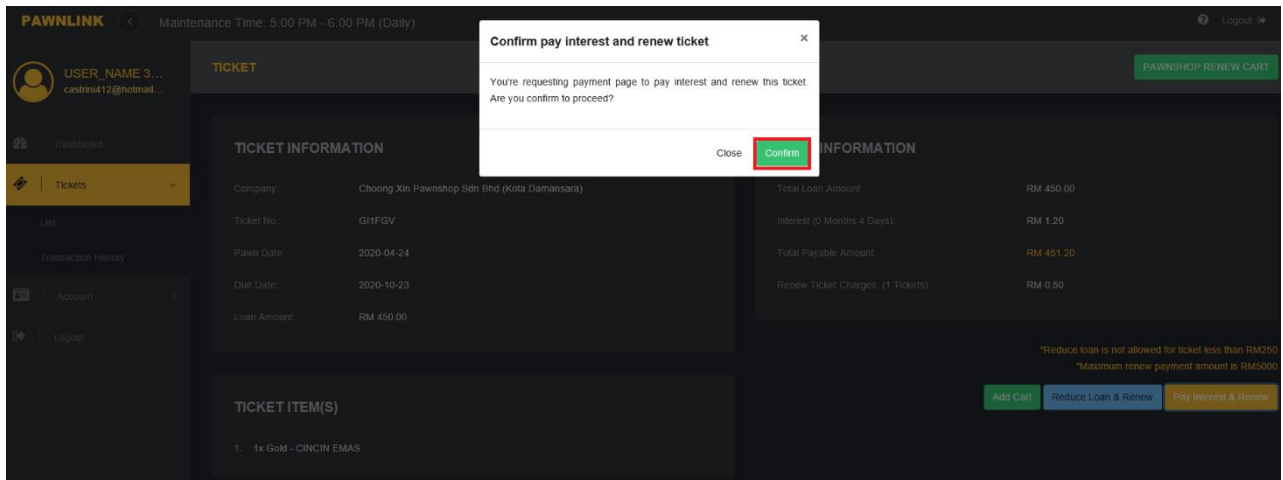 PAWNLINK
Maintenance Time: 5:00 PM - 6:00 PM (Daily)
Logout
USER_NAME 3...
castrini412@hotmail....
Dashboard
Tickets
List
Transaction History
Account
Logout
TICKET
PAWNSHOP RENEW CART
Confirm pay interest and renew ticket
×
You're requesting payment page to pay interest and renew this ticket.
Are you confirm to proceed?
Close
Confirm
TICKET INFORMATION
Company: Choong Xin Pawnshop Sdn Bhd (Kota Damansara)
Ticket No.: GI1FGV
Pawn Date: 2020-04-24
Due Date: 2020-10-23
Loan Amount: RM 450.00
INFORMATION
Total Loan Amount: RM 450.00
Interest (0 Months 4 Days): RM 1.20
Total Payable Amount: RM 451.20
Renew Ticket Charges: (1 Tickets) RM 0.50
*Reduce loan is not allowed for ticket less than RM250
*Maximum renew payment amount is RM5000
Add Cart
Reduce Loan & Renew
Pay Interest & Renew
TICKET ITEM(S)
1. 1x Gold - CINCIN EMAS